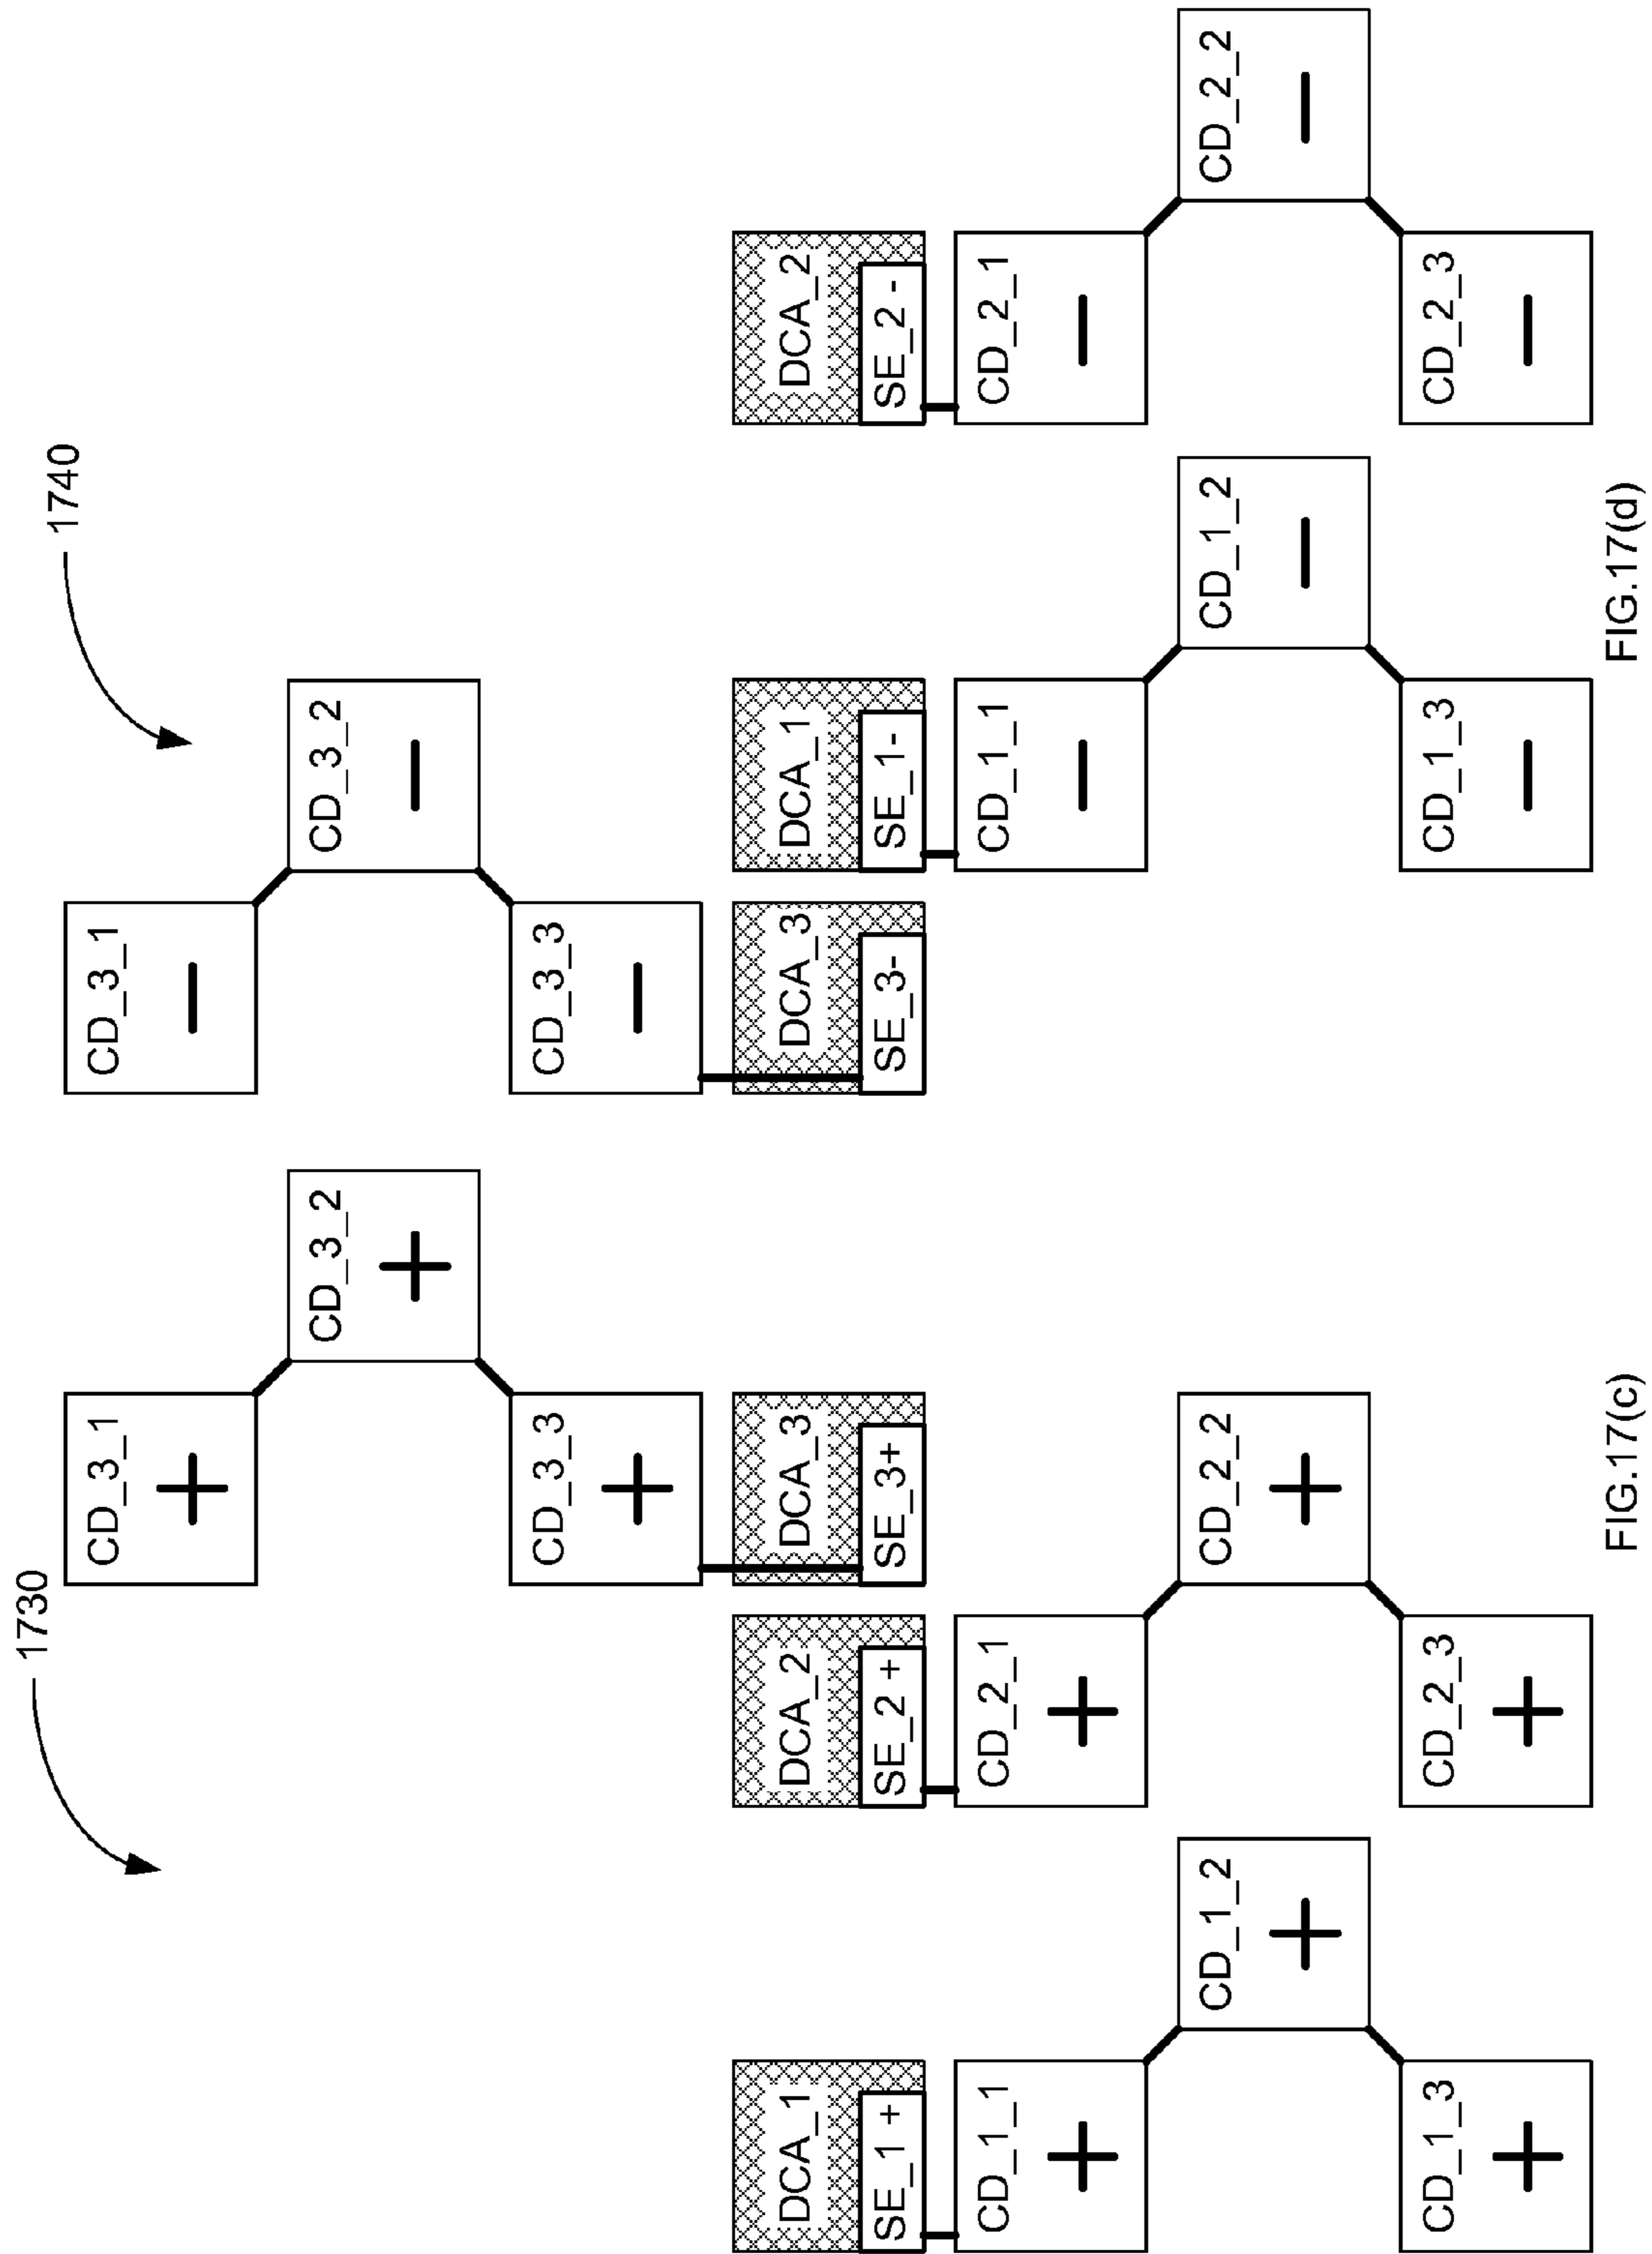 1730
CD_3_1
+
CD_3_2
+
CD_3_3
+
DCA_1
SE_1 +
DCA_2
SE_2 +
DCA_3
SE_3+
CD_1_1
+
CD_1_2
+
CD_1_3
+
CD_2_1
+
CD_2_2
+
CD_2_3
+
FIG.17(c)
1740
CD_3_1
−
CD_3_2
−
CD_3_3
−
DCA_3
SE_3-
DCA_1
SE_1-
DCA_2
SE_2 -
CD_1_1
−
CD_1_2
−
CD_1_3
−
CD_2_1
−
CD_2_2
−
CD_2_3
−
FIG.17(d)